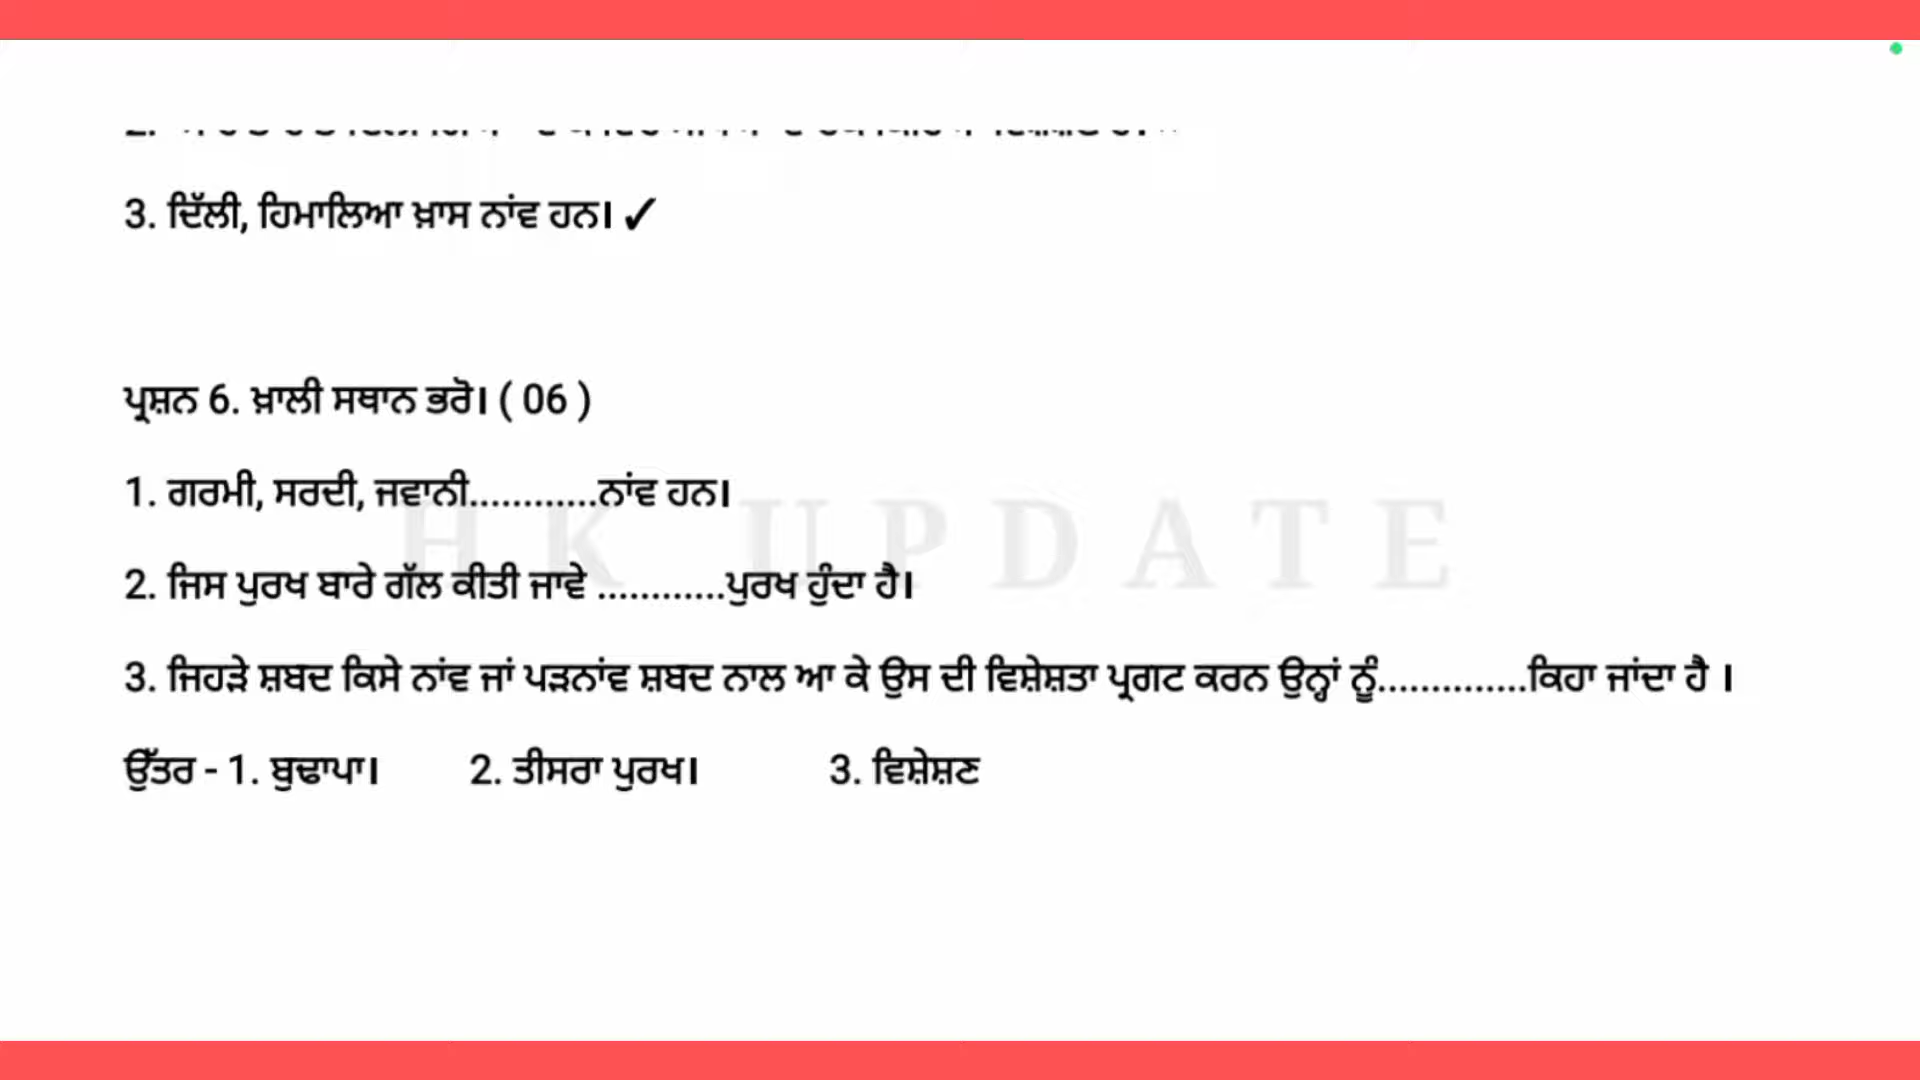 3. ਦਿੱਲੀ, ਹਿਮਾਲਿਆ ਖ਼ਾਸ ਨਾਂਵ ਹਨ। ✓
ਪ੍ਰਸ਼ਨ 6. ਖ਼ਾਲੀ ਸਥਾਨ ਭਰੋ। ( 06 )
1. ਗਰਮੀ, ਸਰਦੀ, ਜਵਾਨੀ............ਨਾਂਵ ਹਨ।
HK UPDATE
2. ਜਿਸ ਪੁਰਖ ਬਾਰੇ ਗੱਲ ਕੀਤੀ ਜਾਵੇ ............ਪੁਰਖ ਹੁੰਦਾ ਹੈ।
3. ਜਿਹੜੇ ਸ਼ਬਦ ਕਿਸੇ ਨਾਂਵ ਜਾਂ ਪੜਨਾਂਵ ਸ਼ਬਦ ਨਾਲ ਆ ਕੇ ਉਸ ਦੀ ਵਿਸ਼ੇਸ਼ਤਾ ਪ੍ਰਗਟ ਕਰਨ ਉਨ੍ਹਾਂ ਨੂੰ..............ਕਿਹਾ ਜਾਂਦਾ ਹੈ ।
ਉੱਤਰ - 1. ਬੁਢਾਪਾ। 2. ਤੀਸਰਾ ਪੁਰਖ। 3. ਵਿਸ਼ੇਸ਼ਣ